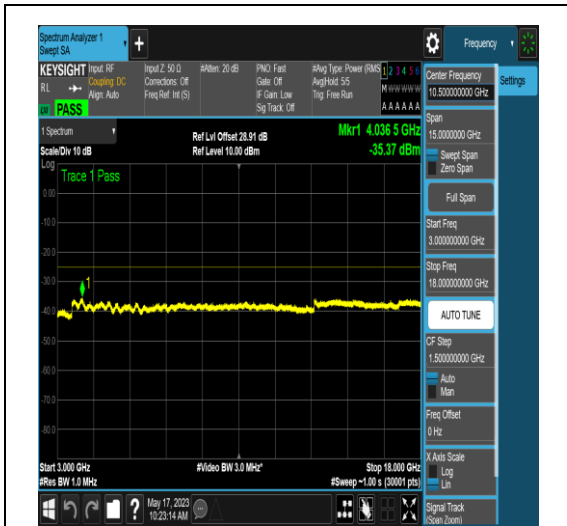 Spectrum Analyzer 1
Swept SA
+
Frequency
KEYSIGHT
Input: RF
Input Z: 50 Ω
#Atten: 20 dB
PNO: Fast
#Avg Type: Power (RMS
1 2 3 4 5 6
RL
Coupling: DC
Corrections: Off
Gate: Off
Avg|Hold: 5/5
M W W W W W
Align: Auto
Freq Ref: Int (S)
IF Gain: Low
Trig: Free Run
Sig Track: Off
A A A A A A
PASS
1 Spectrum
Ref Lvl Offset 28.91 dB
Mkr1 4.036 5 GHz
Scale/Div 10 dB
Ref Level 10.00 dBm
-35.37 dBm
Log
Trace 1 Pass
0.00
-10.0
-20.0
1
-30.0
-40.0
-50.0
-60.0
-70.0
-80.0
Start 3.000 GHz
#Video BW 3.0 MHz*
Stop 18.000 GHz
#Res BW 1.0 MHz
#Sweep ~1.00 s (30001 pts)
Center Frequency
10.500000000 GHz
Settings
Span
15.0000000 GHz
Swept Span
Zero Span
Full Span
Start Freq
3.000000000 GHz
Stop Freq
18.000000000 GHz
AUTO TUNE
CF Step
1.500000000 GHz
Auto
Man
Freq Offset
0 Hz
X Axis Scale
Log
Lin
Signal Track
(Span Zoom)
?
May 17, 2023
10:23:14 AM